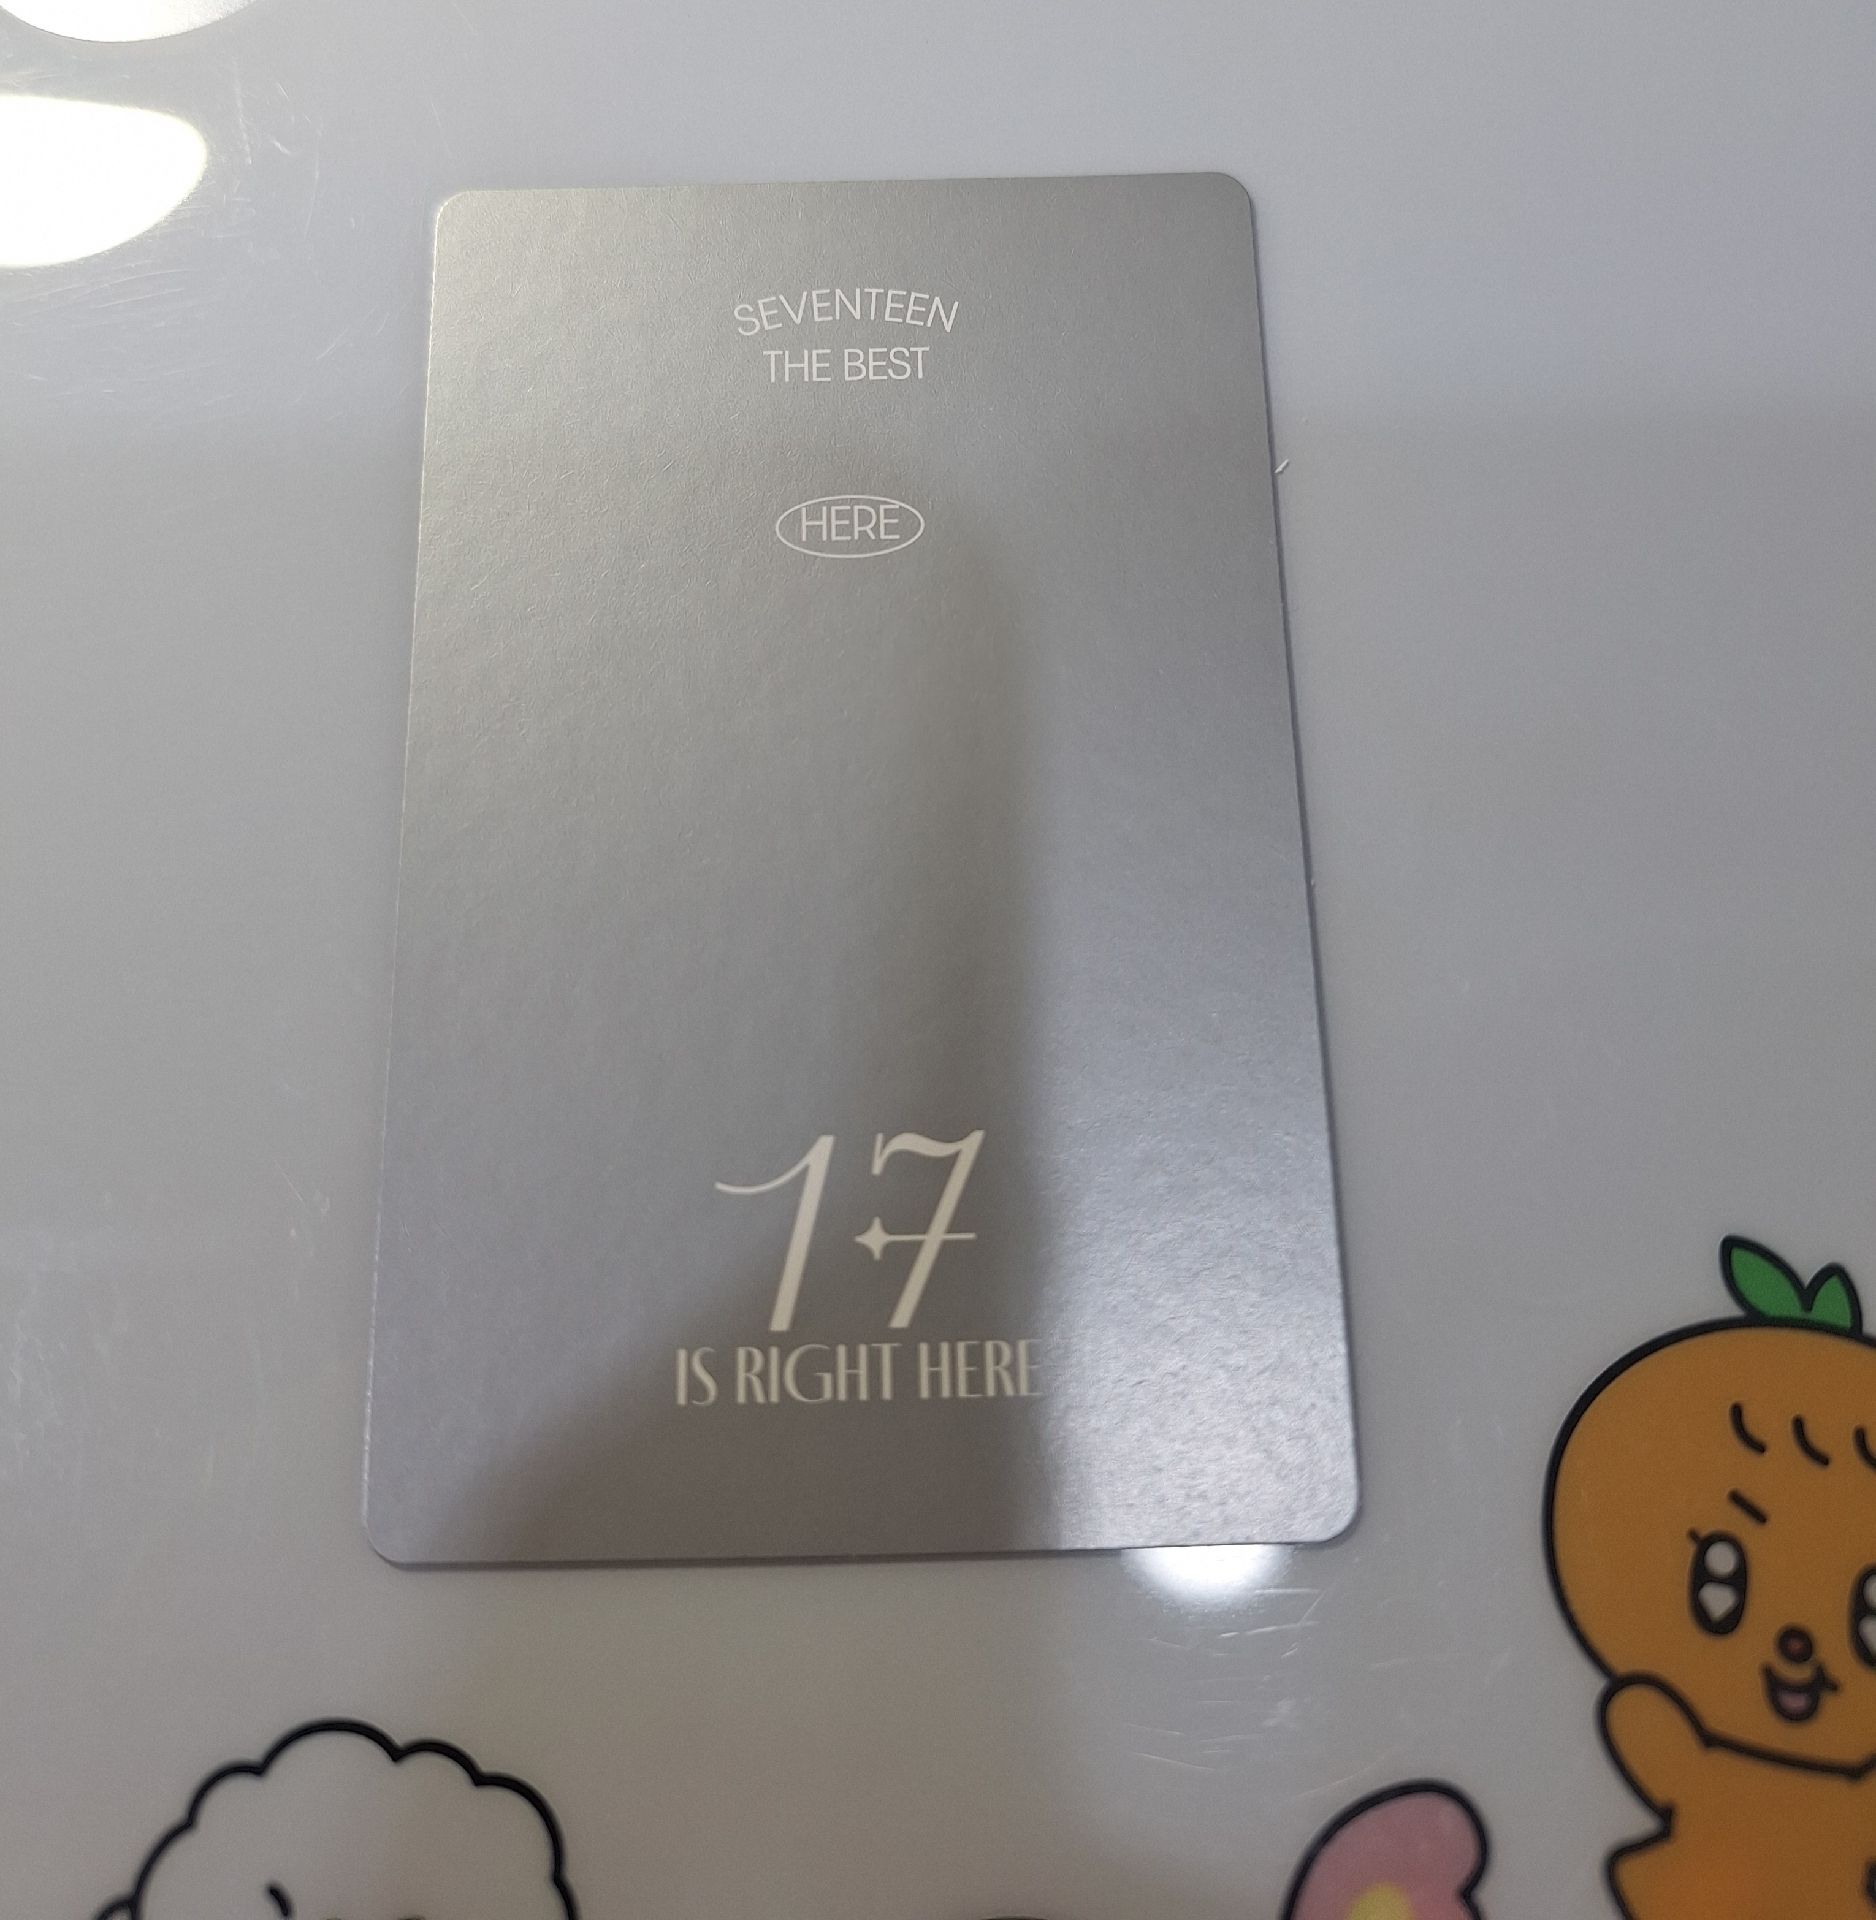 SEVENTEEN
THE BEST
HERE
17
IS RIGHT HERE